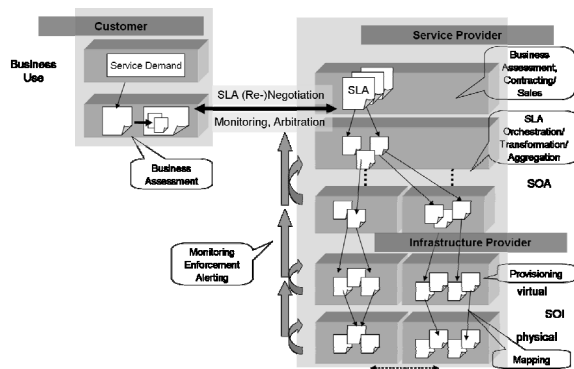 Customer
Service Provider
Business
Use
Service Demand
Business
Assessment,
Contracting/
Sales
SLA (Re-)Negotiation
SLA
Monitoring, Arbitration
SLA
Orchestration/
Transformation/
Aggregation
Business
Assessment
SOA
Infrastructure Provider
Monitoring
Enforcement
Alerting
Provisioning
virtual
SOI
physical
Mapping